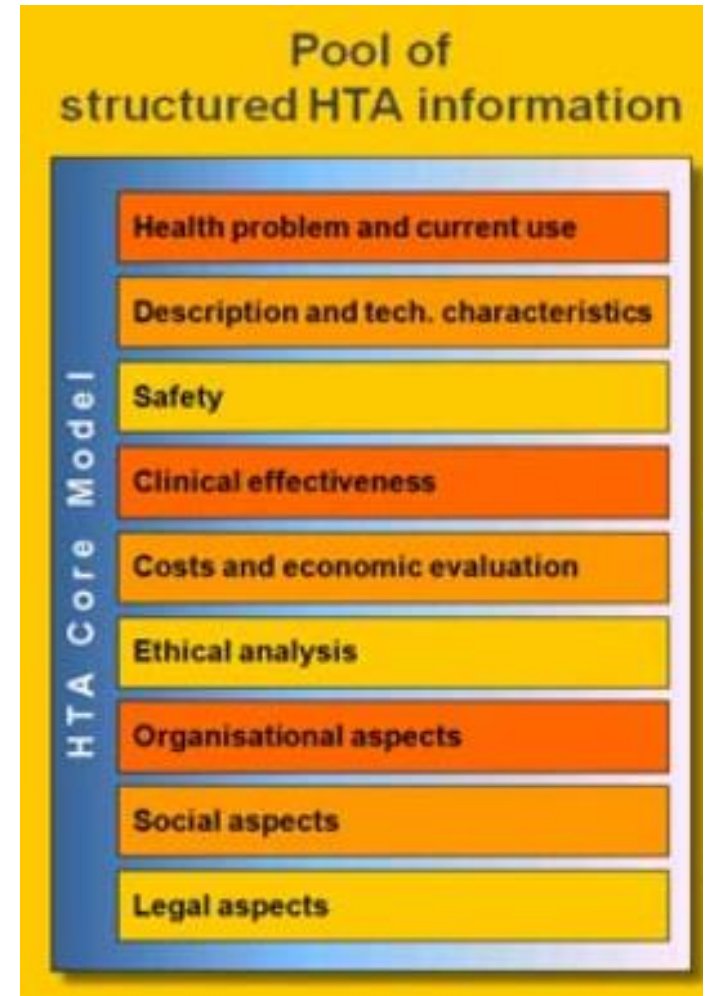 Pool of
structured HTA information
HTA Core Model
Health problem and current use
Description and tech. characteristics
Safety
Clinical effectiveness
Costs and economic evaluation
Ethical analysis
Organisational aspects
Social aspects
Legal aspects